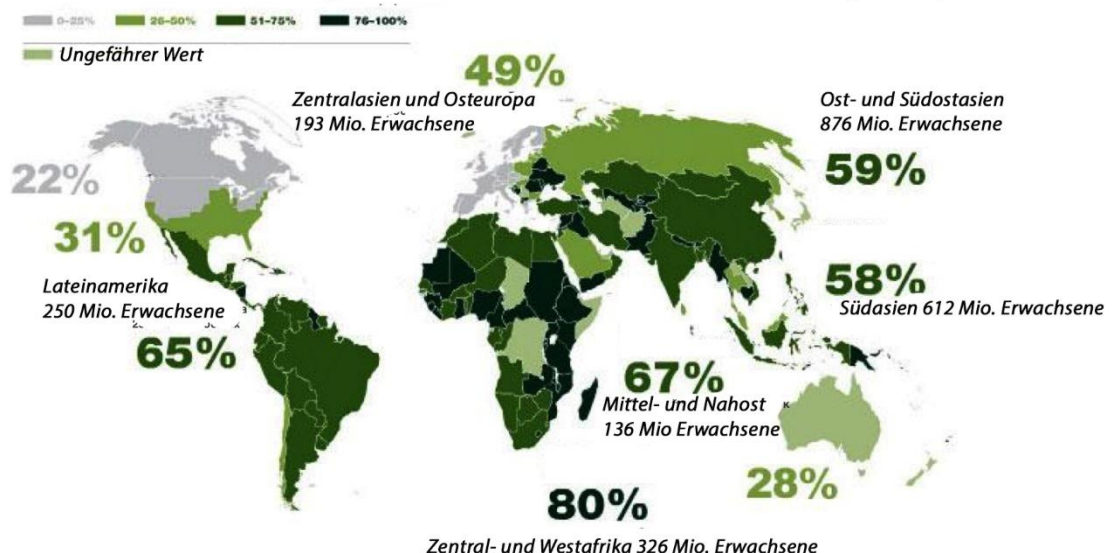 0-25% 26-50% 51-75% 76-100%
Ungefährer Wert
49%
Zentralasien und Osteuropa
193 Mio. Erwachsene
Ost- und Südostasien
876 Mio. Erwachsene
59%
22%
31%
Lateinamerika
250 Mio. Erwachsene
65%
58%
Südasien 612 Mio. Erwachsene
67%
Mittel- und Nahost
136 Mio Erwachsene
K
28%
80%
Zentral- und Westafrika 326 Mio. Erwachsene